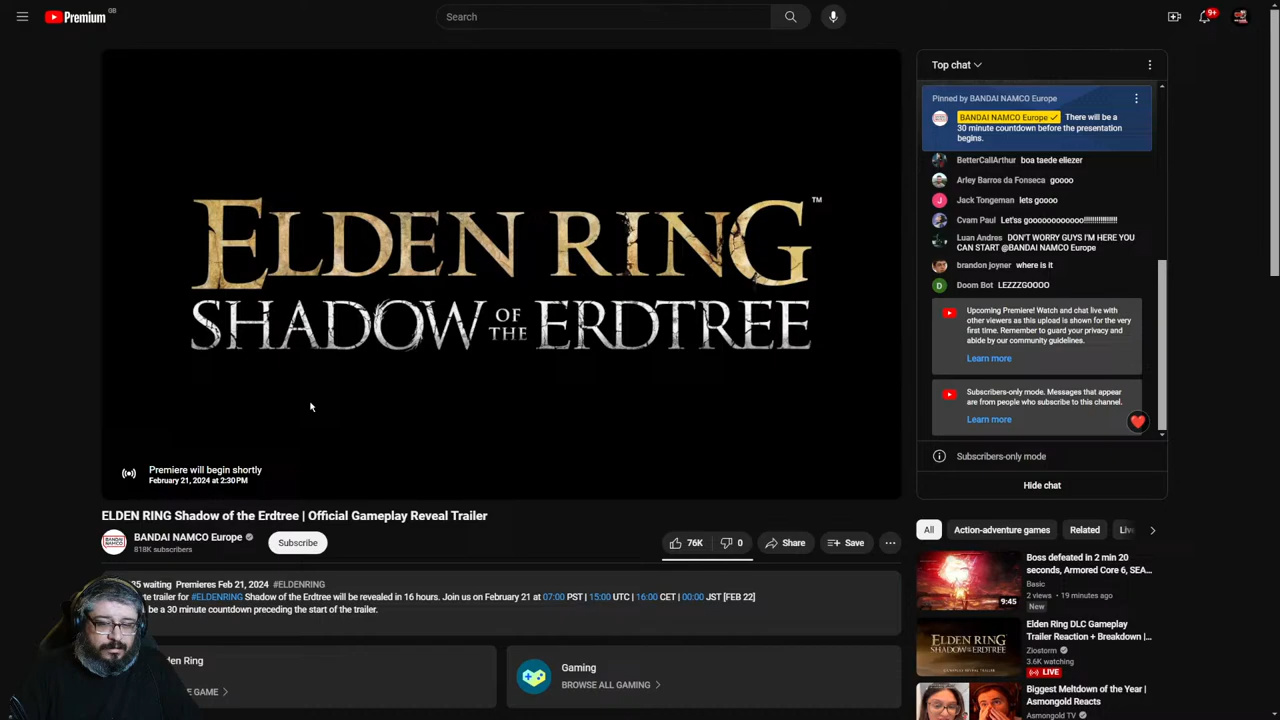 Premium GB
Search
9+
ELDEN RING™
SHADOW OF THE ERDTREE
Premiere will begin shortly
February 21, 2024 at 2:30PM
ELDEN RING Shadow of the Erdtree | Official Gameplay Reveal Trailer
BANDAI NAMCO Europe
818K subscribers
Subscribe
76K
0
Share
Save
waiting Premieres Feb 21, 2024 #ELDENRING
trailer for #ELDENRING Shadow of the Erdtree will be revealed in 16 hours. Join us on February 21 at 07:00 PST | 15:00 UTC | 16:00 CET | 00:00 JST [FEB 22]
be a 30 minute countdown preceding the start of the trailer.
Ring
GAME
Gaming
BROWSE ALL GAMING
Top chat
Pinned by BANDAI NAMCO Europe
BANDAI NAMCO Europe There will be a
30 minute countdown before the presentation
begins.
BetterCallArthur boa taede eliezer
Arley Barros da Fonseca goooo
Jack Tongeman lets goooo
Cvam Paul Let'ss gooooooooooo!!!!!!!!!!!!!!!!!
Luan Andres DON'T WORRY GUYS I'M HERE YOU
CAN START @BANDAI NAMCO Europe
brandon joyner where is it
D
Doom Bot LEZZZGOOOO
Upcoming Premiere! Watch and chat live with
other viewers as this upload is shown for the very
first time. Remember to guard your privacy and
abide by our community guidelines.
Learn more
Subscribers-only mode. Messages that appear
are from people who subscribe to this channel.
Learn more
Subscribers-only mode
Hide chat
All
Action-adventure games
Related
Boss defeated in 2 min 20
seconds, Armored Core 6, SEA...
Basic
2 views • 19 minutes ago
New
9:45
Elden Ring DLC Gameplay
Trailer Reaction + Breakdown |...
Ziostorm
3.6K watching
LIVE
ELDEN RING
Biggest Meltdown of the Year |
Asmongold Reacts
Asmongold TV